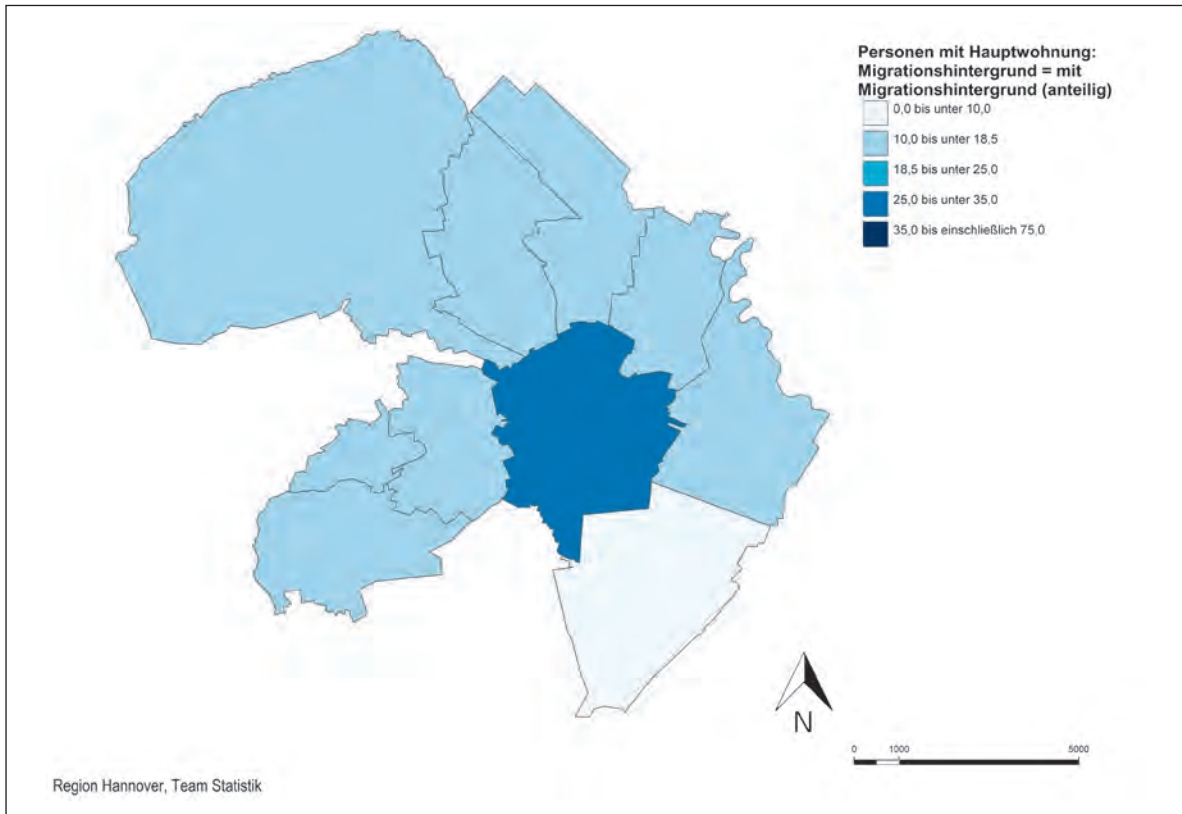 Personen mit Hauptwohnung:
Migrationshintergrund = mit
Migrationshintergrund (anteilig)
0,0 bis unter 10,0
10,0 bis unter 18,5
18,5 bis unter 25,0
25,0 bis unter 35,0
35,0 bis einschließlich 75,0
N
0 1000 5000
Region Hannover, Team Statistik